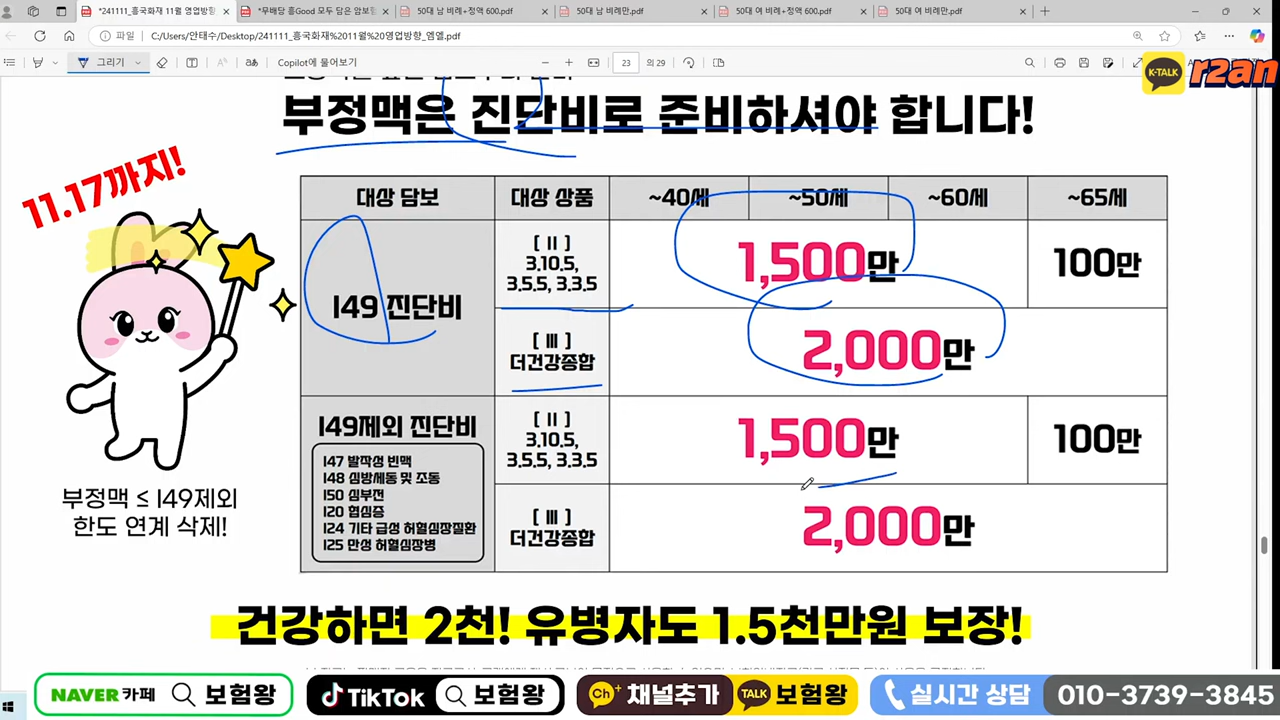 *241111_흥국화재 11월 영업방향
*무배당 흥Good 모두 담은 암보험
50대 남 비례+정액 600.pdf
50대 남 비례만.pdf
50대 여 비례+정액 600.pdf
50대 여 비례만.pdf
파일
C:/Users/안태수/Desktop/241111_흥국화재%2011월%20영업방향_엠엘.pdf
그리기
Copilot에 물어보기
23
의 29
K-TALK
r2an
부정맥은 진단비로 준비하셔야 합니다!
11.17까지!
대상 담보 대상 상품 ~40세 ~50세 ~60세 ~65세
I49 진단비
[ II ]
3.10.5,
3.5.5, 3.3.5
1,500만
100만
[ III ]
더건강종합
2,000만
I49제외 진단비
I47 발작성 빈맥
I48 심방세동 및 조동
I50 심부전
I20 협심증
I24 기타 급성 허혈심장질환
I25 만성 허혈심장병
[ II ]
3.10.5,
3.5.5, 3.3.5
1,500만
100만
[ III ]
더건강종합
2,000만
부정맥 ≤ I49제외
한도 연계 삭제!
건강하면 2천! 유병자도 1.5천만원 보장!
NAVER 카페 보험왕
TikTok 보험왕
Ch+ 채널추가
TALK 보험왕
실시간 상담 010-3739-3845